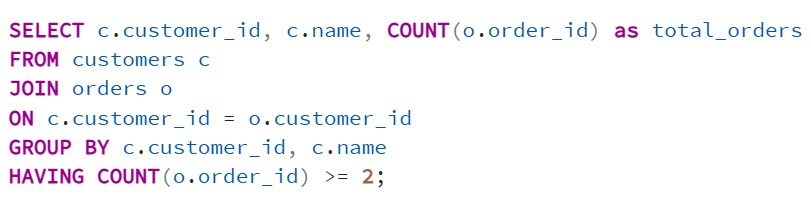 SELECT c.customer_id, c.name, COUNT(o.order_id) as total_orders
FROM customers c
JOIN orders o
ON c.customer_id = o.customer_id
GROUP BY c.customer_id, c.name
HAVING COUNT(o.order_id) >= 2;